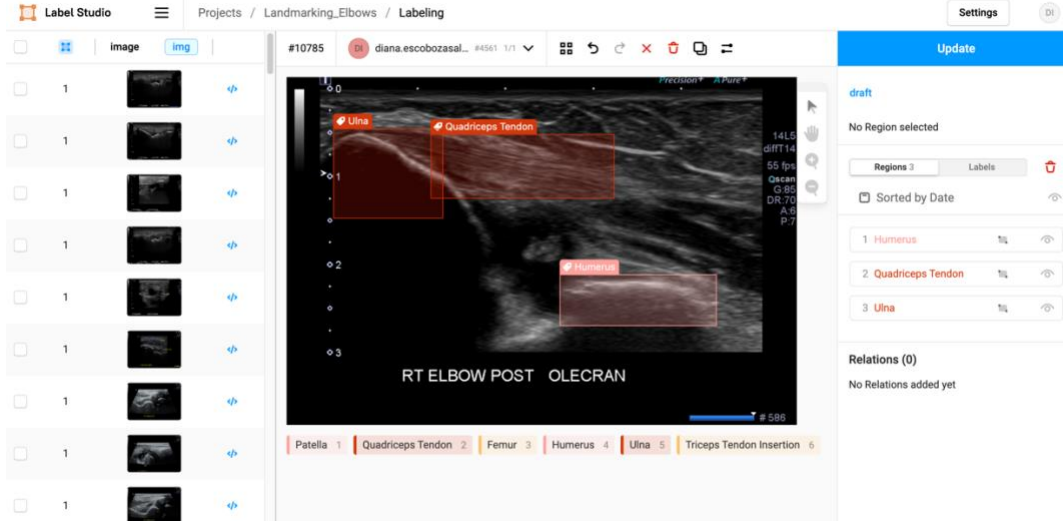 Label Studio
Projects / Landmarking_Elbows / Labeling
Settings
DI
image img
1
1
1
1
1
1
1
1
1
#10785 DI diana.escobozasal... #4561 1/1
Update
draft
No Region selected
Regions 3 Labels
Sorted by Date
1 Humerus
2 Quadriceps Tendon
3 Ulna
Relations (0)
No Relations added yet
Precision+ A Pure+
0
Ulna
Quadriceps Tendon
14L5
diffT14
55 fps
Qscan
G:85
DR:70
A:6
P:7
1
2
Humerus
3
RT ELBOW POST OLECRAN
# 586
Patella 1 Quadriceps Tendon 2 Femur 3 Humerus 4 Ulna 5 Triceps Tendon Insertion 6